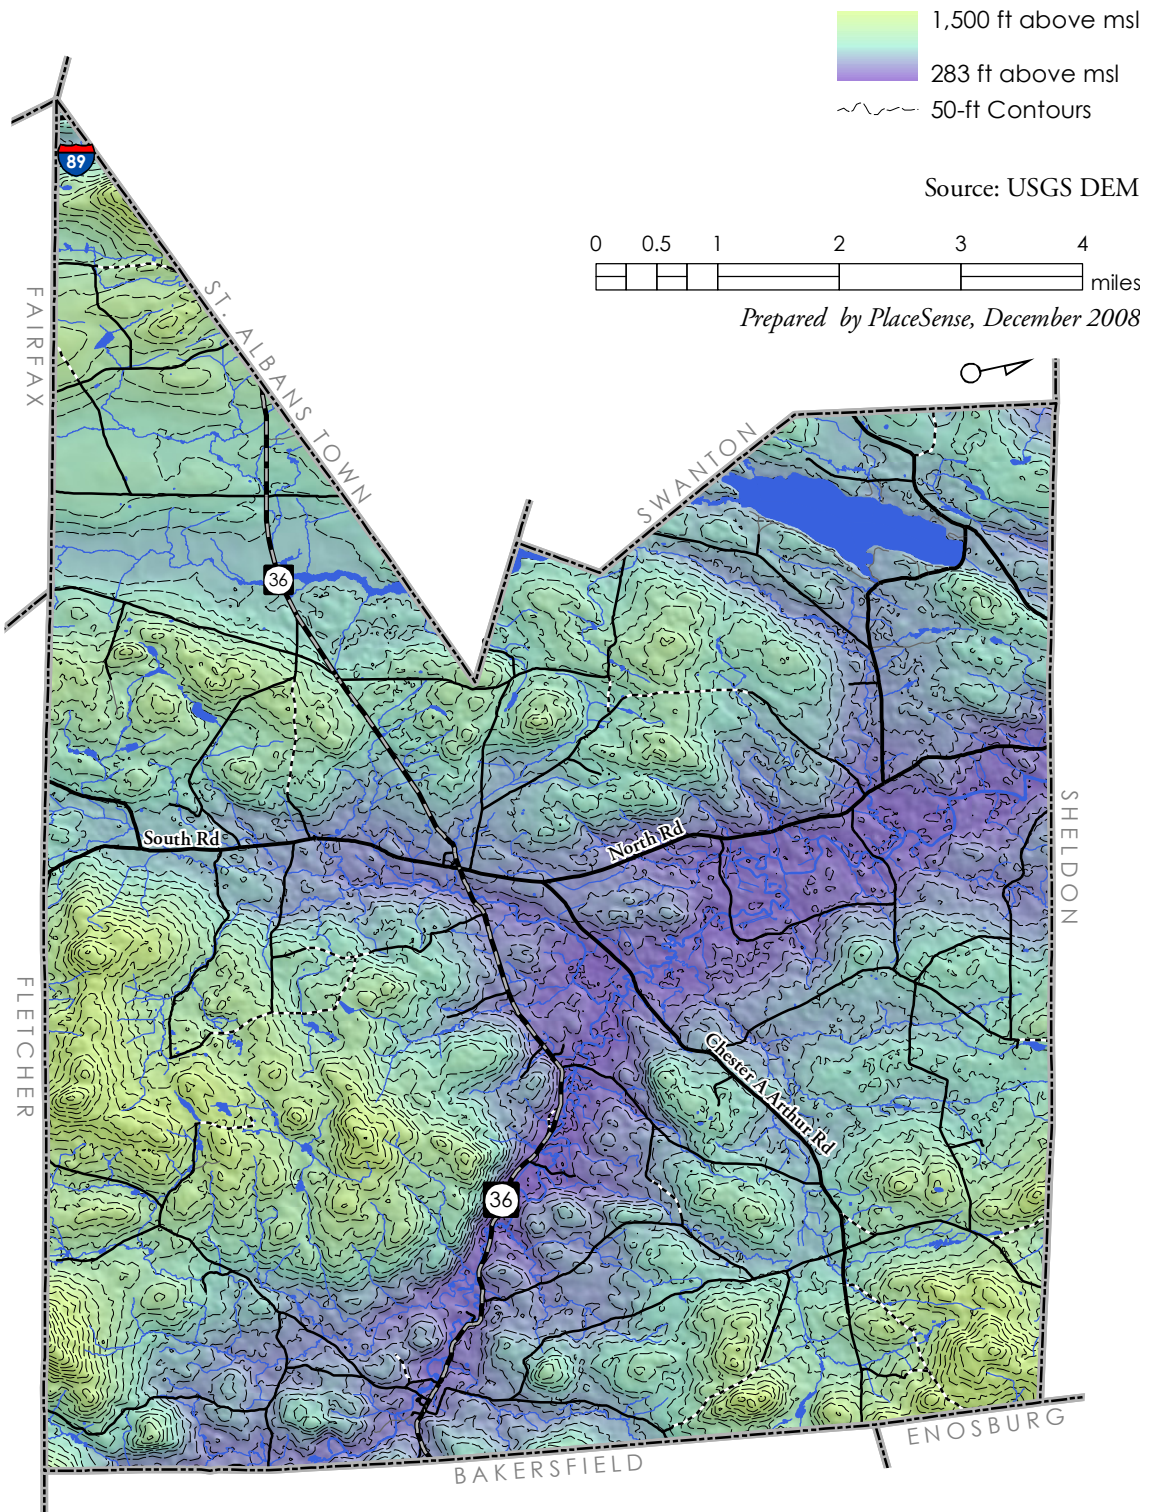 1,500 ft above msl
283 ft above msl
50-ft Contours
Source: USGS DEM
0 0.5 1 2 3 4
miles
Prepared by PlaceSense, December 2008
89
FAIRFAX
ST. ALBANS TOWN
SWANTON
36
South Rd
North Rd
SHELDON
FLETCHER
Chester A Arthur Rd
36
ENOSBURG
BAKERSFIELD